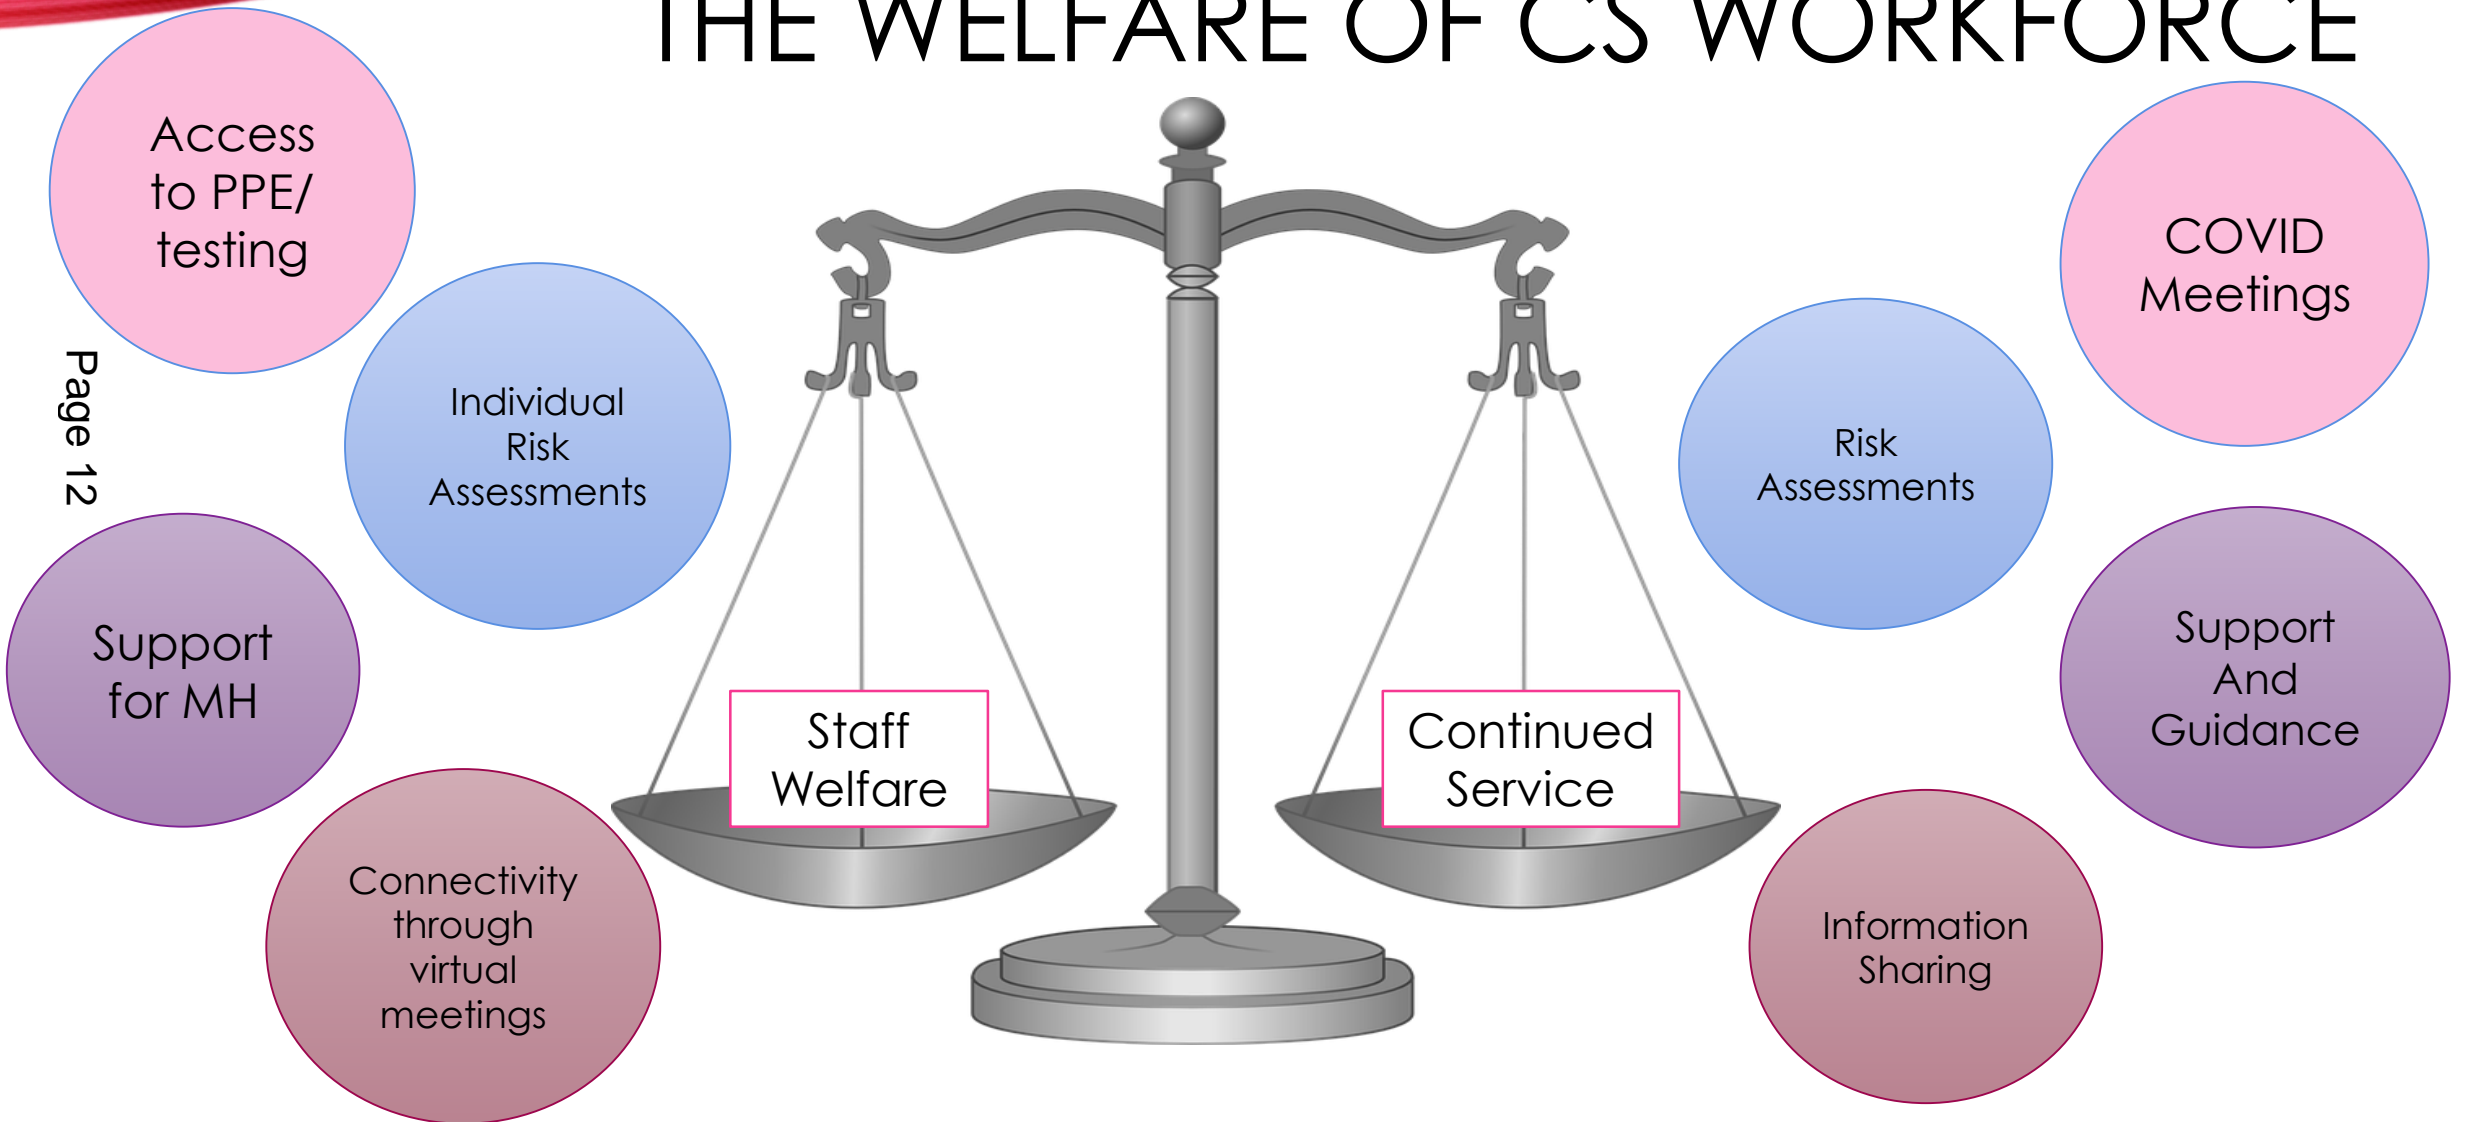 THE WELFARE OF CS WORKFORCE
Access
to PPE/
testing
Individual
Risk
Assessments
Page 12
Support
for MH
Connectivity
through
virtual
meetings
Staff
Welfare
Continued
Service
COVID
Meetings
Risk
Assessments
Support
And
Guidance
Information
Sharing